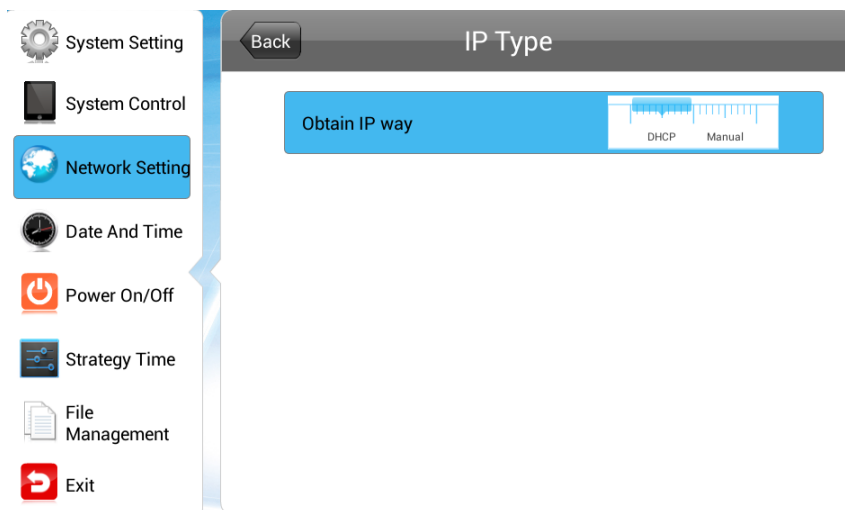 System Setting
System Control
Network Setting
Date And Time
Power On/Off
Strategy Time
File
Management
Exit
Back
IP Type
Obtain IP way
DHCP Manual